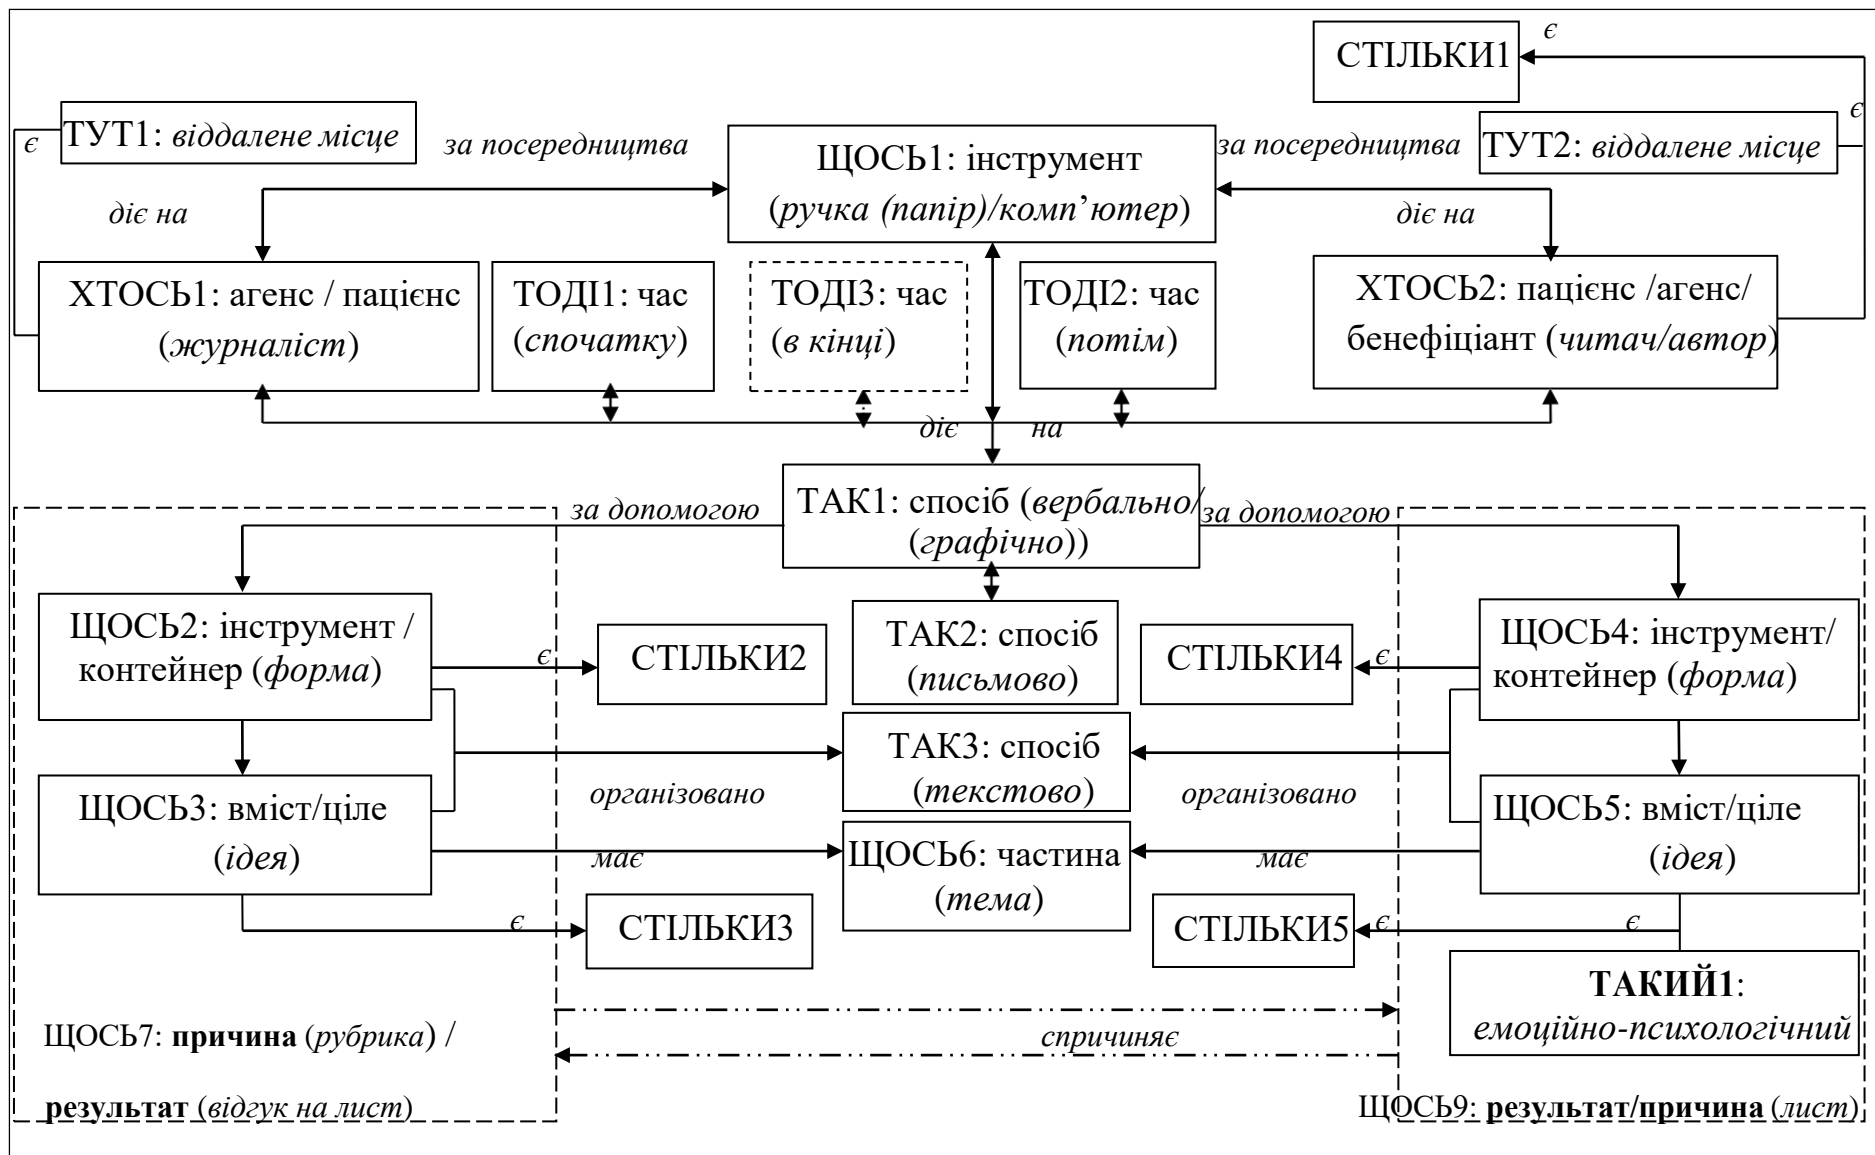 є
СТІЛЬКИ1
є
ТУТ1: віддалене місце
є
за посередництва
ЩОСЬ1: інструмент
(ручка (папір)/комп’ютер)
за посередництва
ТУТ2: віддалене місце
діє на
діє на
ХТОСЬ1: агенс / пацієнс
(журналіст)
ТОДІ1: час
(спочатку)
ТОДІ3: час
(в кінці)
ТОДІ2: час
(потім)
ХТОСЬ2: пацієнс /агенс/
бенефіціант (читач/автор)
діє на
за допомогою
ТАК1: спосіб (вербально/
(графічно))
за допомогою
ЩОСЬ2: інструмент /
контейнер (форма)
є
СТІЛЬКИ2
ТАК2: спосіб
(письмово)
СТІЛЬКИ4
є
ЩОСЬ4: інструмент/
контейнер (форма)
ТАК3: спосіб
(текстово)
організовано
організовано
ЩОСЬ3: вміст/ціле
(ідея)
має
ЩОСЬ6: частина
(тема)
має
ЩОСЬ5: вміст/ціле
(ідея)
є
СТІЛЬКИ3
СТІЛЬКИ5
є
є
ТАКИЙ1:
емоційно-психологічний
ЩОСЬ7: причина (рубрика) /
результат (відгук на лист)
спричиняє
ЩОСЬ9: результат/причина (лист)